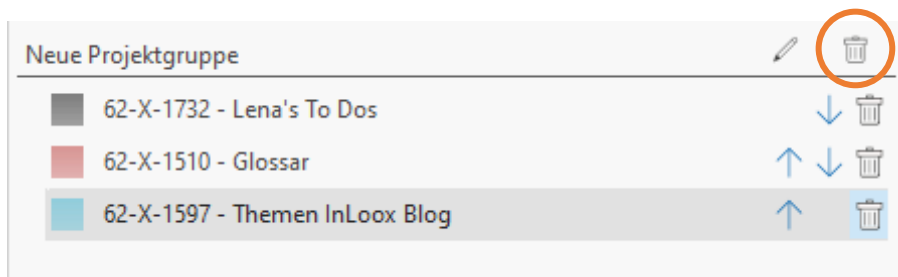 Neue Projektgruppe
62-X-1732 - Lena's To Dos
62-X-1510 - Glossar
62-X-1597 - Themen InLoox Blog